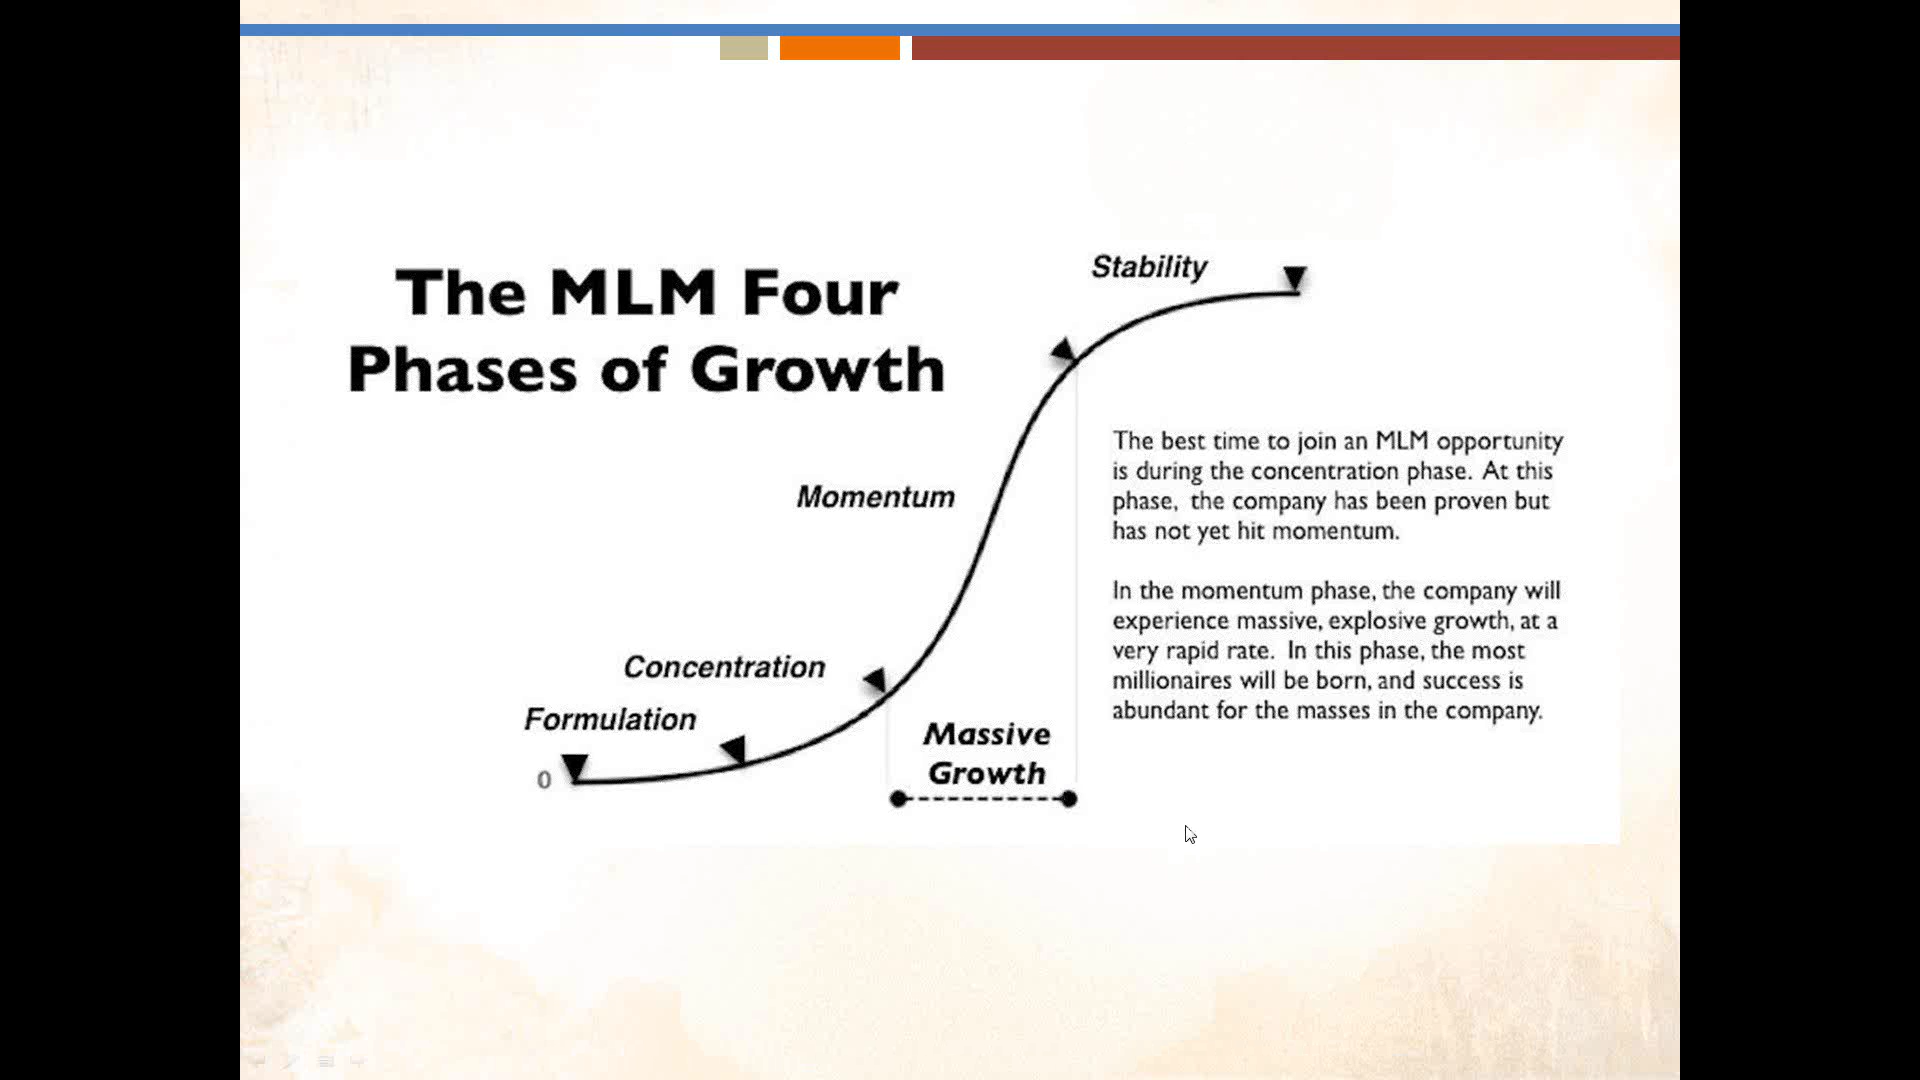 The MLM Four
Phases of Growth
Stability
Momentum
Concentration
Formulation
0
Massive
Growth
The best time to join an MLM opportunity
is during the concentration phase. At this
phase, the company has been proven but
has not yet hit momentum.
In the momentum phase, the company will
experience massive, explosive growth, at a
very rapid rate. In this phase, the most
millionaires will be born, and success is
abundant for the masses in the company.